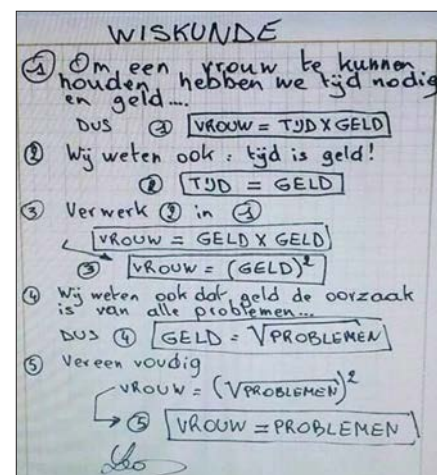 WISKUNDE
① Om een vrouw te kunnen
houden hebben we tijd nodig
en geld....
DUS ① VROUW = TIJD X GELD
② Wij weten ook : tijd is geld!
② TIJD = GELD
③ Verwerk ② in ①
VROUW = GELD X GELD
③ VROUW = (GELD)²
④ Wij weten ook dat geld de oorzaak
is van alle problemen...
DUS ④ GELD = √PROBLEMEN
⑤ Vereen voudig
VROUW = (√PROBLEMEN)²
⑤ VROUW = PROBLEMEN